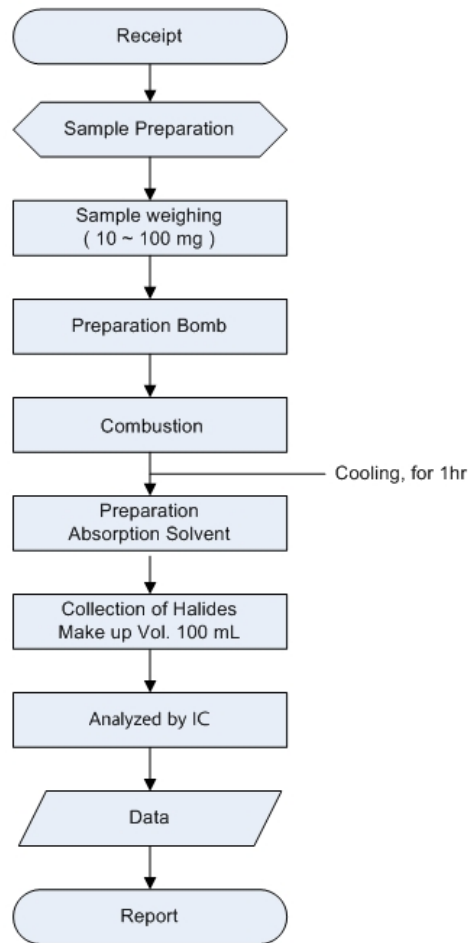 Receipt
Sample Preparation
Sample weighing
( 10 ~ 100 mg )
Preparation Bomb
Combustion
Cooling, for 1hr
Preparation
Absorption Solvent
Collection of Halides
Make up Vol. 100 mL
Analyzed by IC
Data
Report